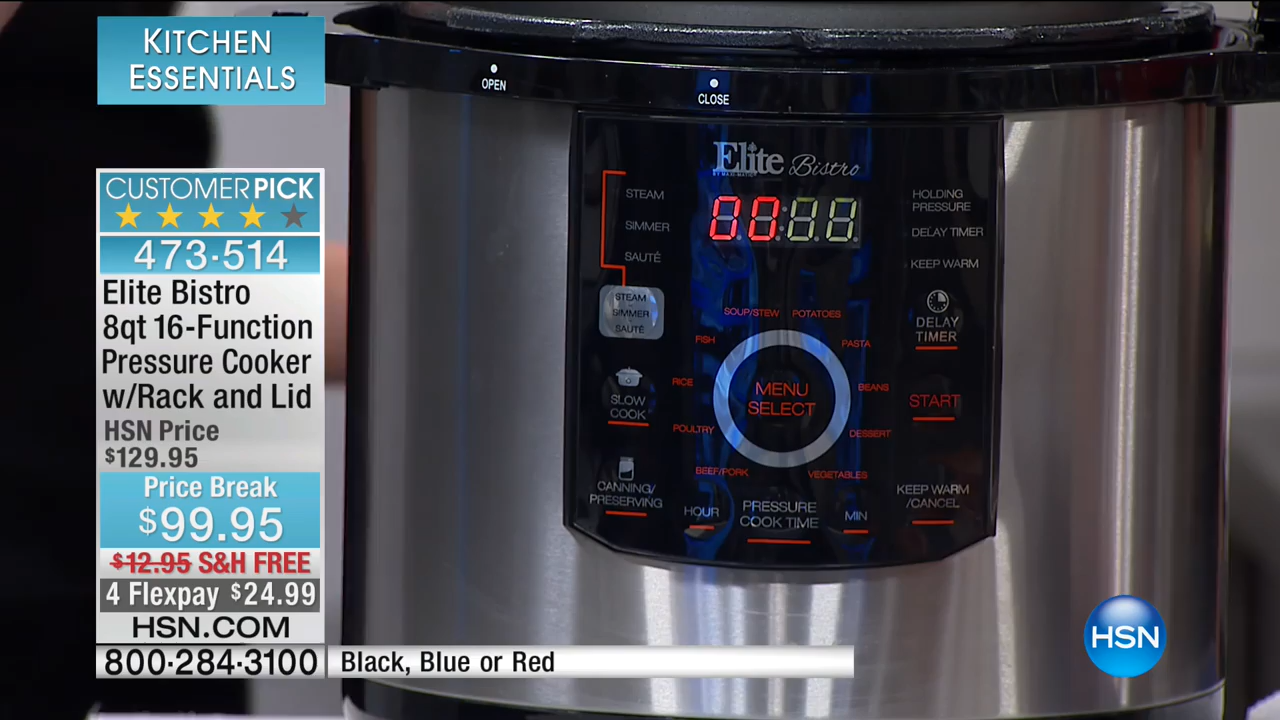 KITCHEN
ESSENTIALS
CUSTOMER PICK
473-514
Elite Bistro
8qt 16-Function
Pressure Cooker
w/Rack and Lid
HSN Price
$129.95
Price Break
$99.95
$12.95 S&H FREE
4 Flexpay $24.99
HSN.COM
800-284-3100
Black, Blue or Red
OPEN
CLOSE
Elite Bistro
BY MAXI-MATIC
STEAM
SIMMER
SAUTÉ
00:88
HOLDING
PRESSURE
DELAY TIMER
KEEP WARM
STEAM
SIMMER
SAUTÉ
DELAY
TIMER
SOUP/STEW
POTATOES
FISH
PASTA
RICE
BEANS
POULTRY
DESSERT
BEEF/PORK
VEGETABLES
MENU
SELECT
SLOW
COOK
START
CANNING/
PRESERVING
HOUR
PRESSURE
COOK TIME
MIN
KEEP WARM
/CANCEL
HSN